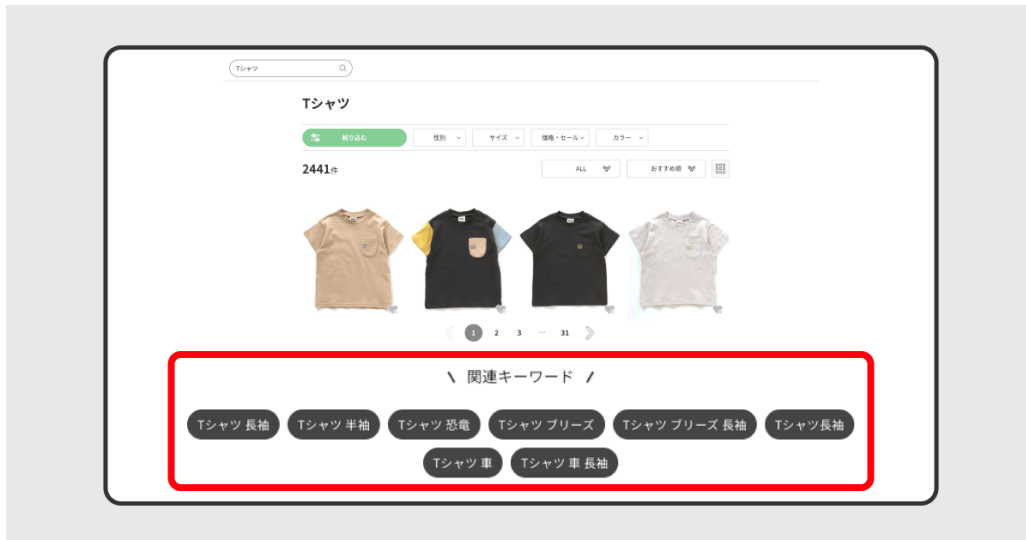 Tシャツ
Tシャツ
絞り込む 性別 サイズ 価格・セール カラー
2441件 ALL おすすめ順
1 2 3 … 31
\ 関連キーワード /
Tシャツ 長袖 Tシャツ 半袖 Tシャツ 恐竜 Tシャツ ブリーズ Tシャツ ブリーズ 長袖 Tシャツ長袖
Tシャツ 車 Tシャツ 車 長袖